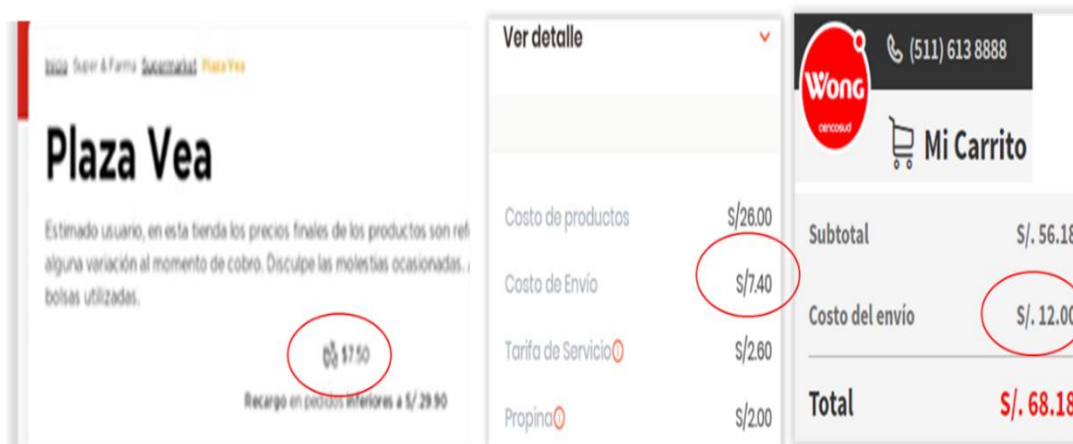 Inicio Super & Farma Supermarket Plaza Vea
Plaza Vea
Estimado usuario, en esta tienda los precios finales de los productos son ref
alguna variación al momento de cobro. Disculpe las molestias ocasionadas.
bolsas utilizadas.
$7.50
Recargo en pedidos inferiores a S/ 29.90
Ver detalle
Costo de productos S/26.00
Costo de Envío S/7.40
Tarifa de Servicio S/2.60
Propina S/2.00
(511) 613 8888
Wong
cencosud
Mi Carrito
Subtotal S/. 56.18
Costo del envío S/. 12.00
Total S/. 68.18